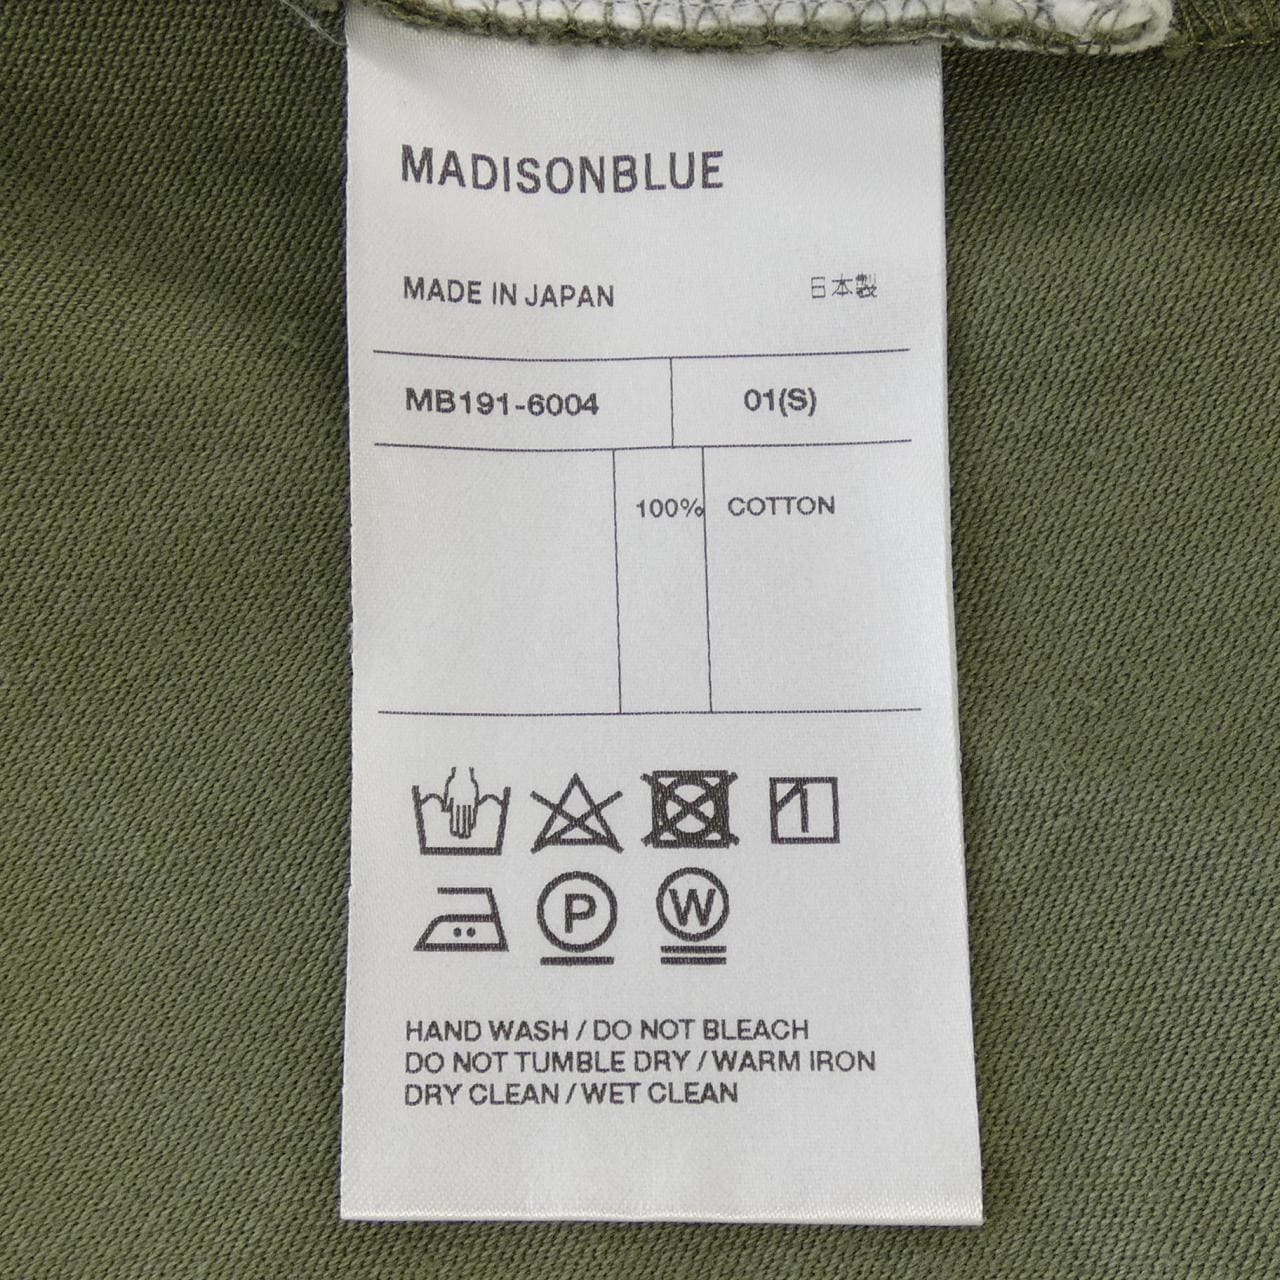 MADISONBLUE
MADE IN JAPAN 日本製
MB191-6004 01(S)
100% COTTON
P W
HAND WASH / DO NOT BLEACH
DO NOT TUMBLE DRY / WARM IRON
DRY CLEAN / WET CLEAN